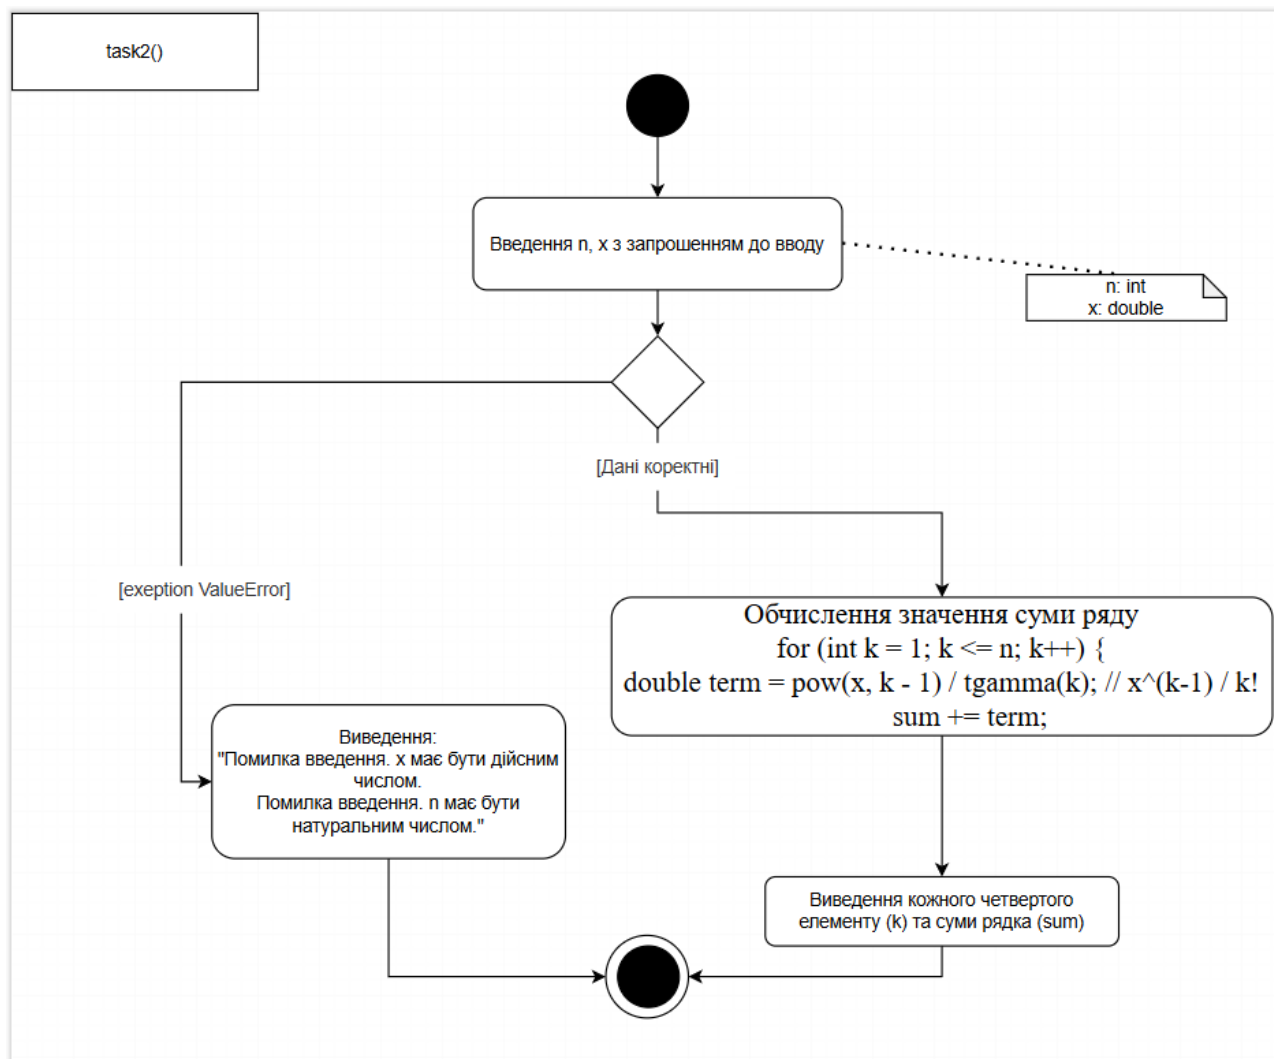 task2()
Введення n, x з запрошенням до вводу
n: int
x: double
[Дані коректні]
[exeption ValueError]
Обчислення значення суми ряду
for (int k = 1; k <= n; k++) {
double term = pow(x, k - 1) / tgamma(k); // x^(k-1) / k!
sum += term;
Виведення:
"Помилка введення. x має бути дійсним
числом.
Помилка введення. n має бути
натуральним числом."
Виведення кожного четвертого
елементу (k) та суми рядка (sum)